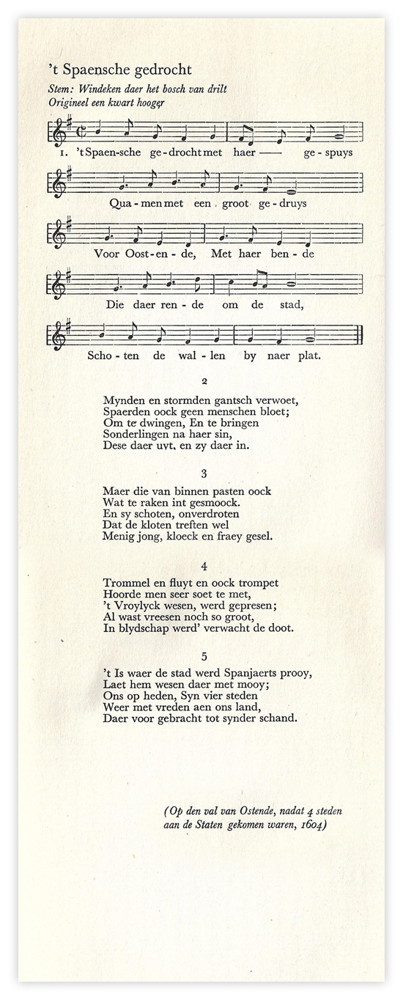 't Spaensche gedrocht
Stem: Windeken daer het bosch van drilt
Origineel een kwart hooger
1. 't Spaen-sche ge-drocht met haer ge-spuys
Qua-men met een groot ge-druys
Voor Oost-en-de, Met haer ben-de
Die daer ren-de om de stad,
Scho-ten de wal-len by naer plat.
2
Mynden en stormden gantsch verwoet,
Spaerden oock geen menschen bloet;
Om te dwingen, En te bringen
Sonderlingen na haer sin,
Dese daer uyt, en zy daer in.
3
Maer die van binnen pasten oock
Wat te raken int gesmoock.
En sy schoten, onverdroten
Dat de kloten treften wel
Menig jong, kloeck en fraey gesel.
4
Trommel en fluyt en oock trompet
Hoorde men seer soet te met,
't Vroylyck wesen, werd gepresen;
Al wast vreesen noch so groot,
In blydschap werd' verwacht de doot.
5
't Is waer de stad werd Spanjaerts prooy,
Laet hem wesen daer met mooy;
Ons op heden, Syn vier steden
Weer met vreden aen ons land,
Daer voor gebracht tot synder schand.
(Op den val van Ostende, nadat 4 steden
aan de Staten gekomen waren, 1604)